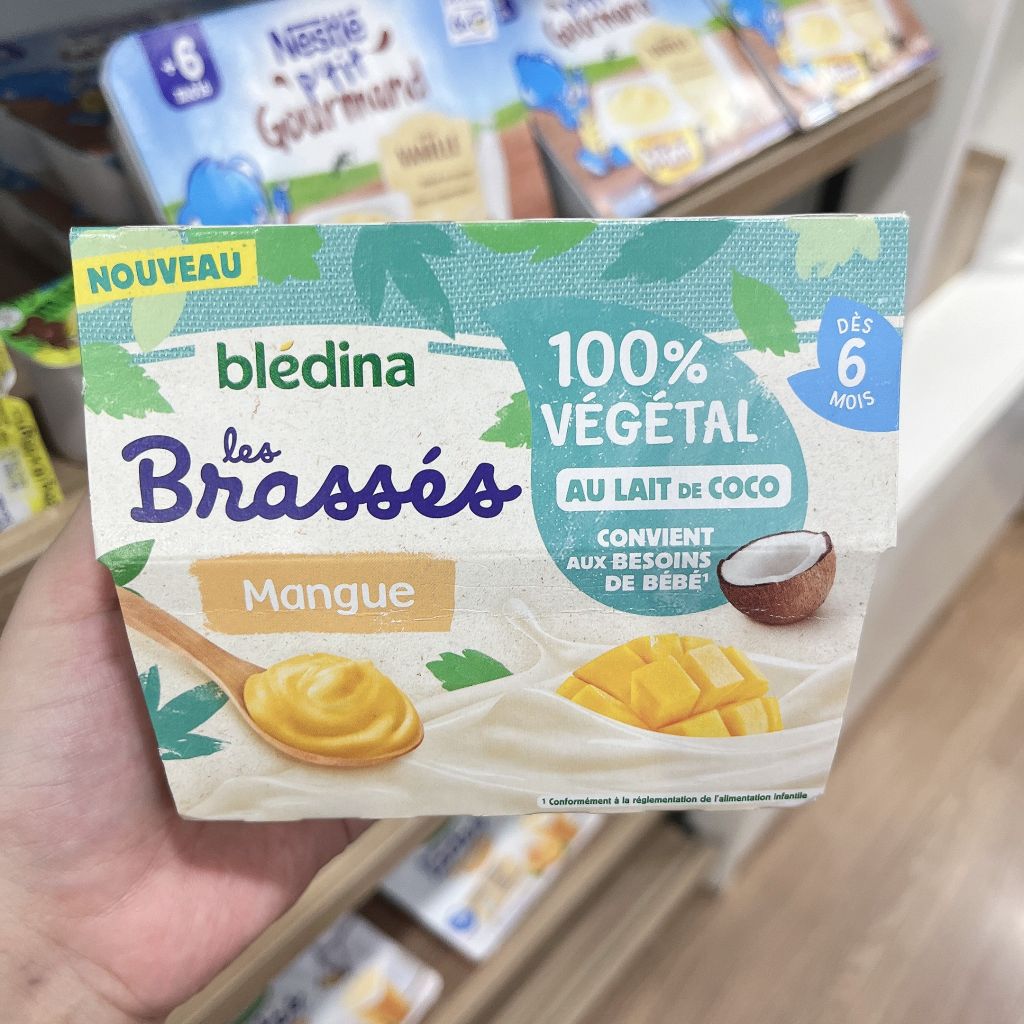 +6
Nestlé
p'tit
Gourmand
VANILLE
NOUVEAU
blédina
les
Brassés
Mangue
100%
VÉGÉTAL
AU LAIT DE COCO
CONVIENT
AUX BESOINS
DE BÉBÉ¹
DÈS
6
MOIS
1 Conformément à la réglementation de l'alimentation infantile